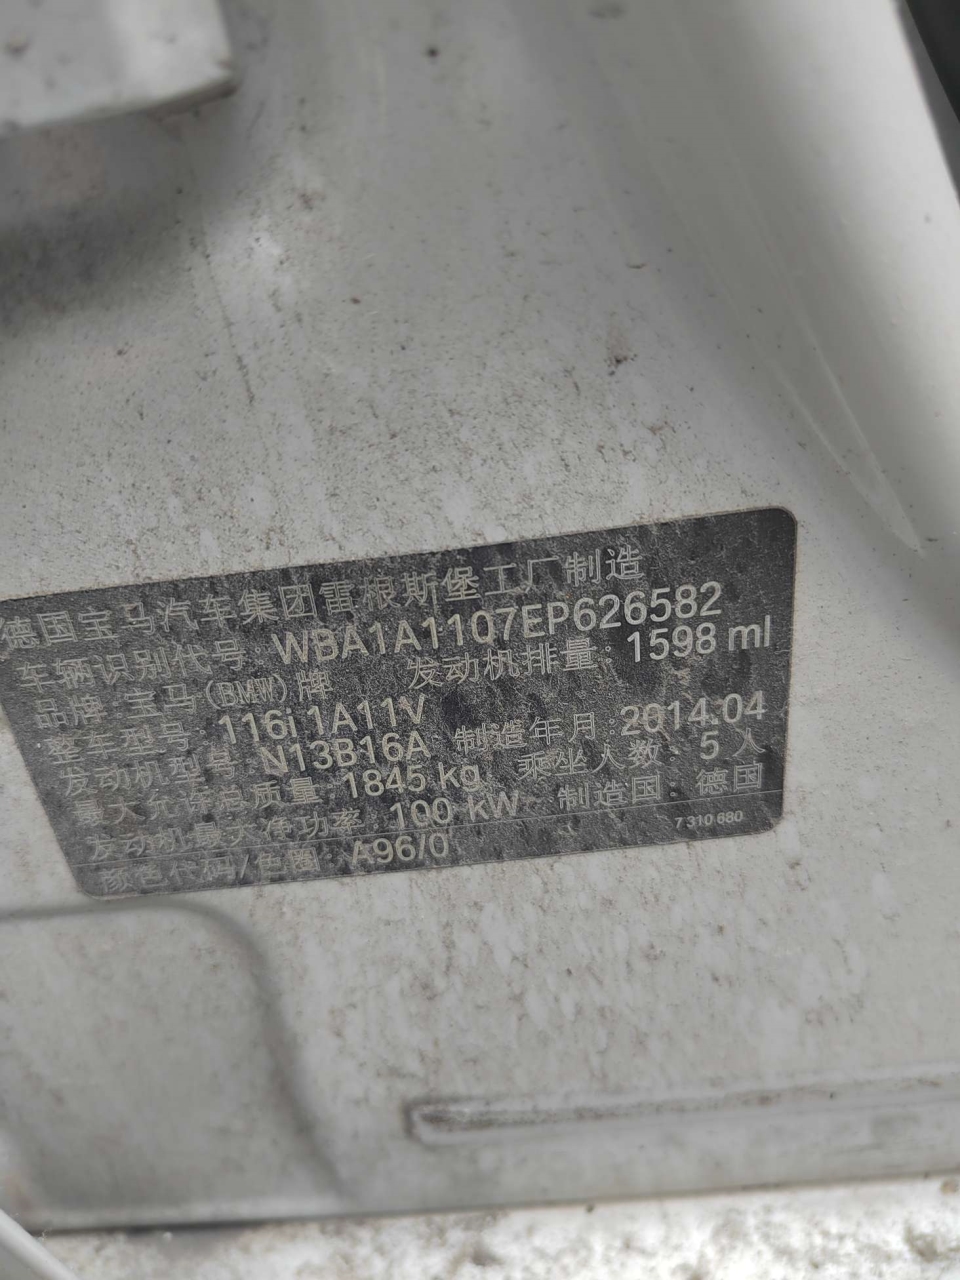 德国宝马汽车集团雷根斯堡工厂制造
车辆识别代号: WBA1A1107EP626582
品牌: 宝马(BMW)牌 发动机排量: 1598 ml
整车型号: 116i 1A11V
发动机型号: N13B16A 制造年月: 2014.04
最大允许总质量: 1845 kg 乘坐人数: 5 人
发动机最大净功率: 100 kW 制造国: 德国
颜色代码/色陶: A96/0 7 310 680